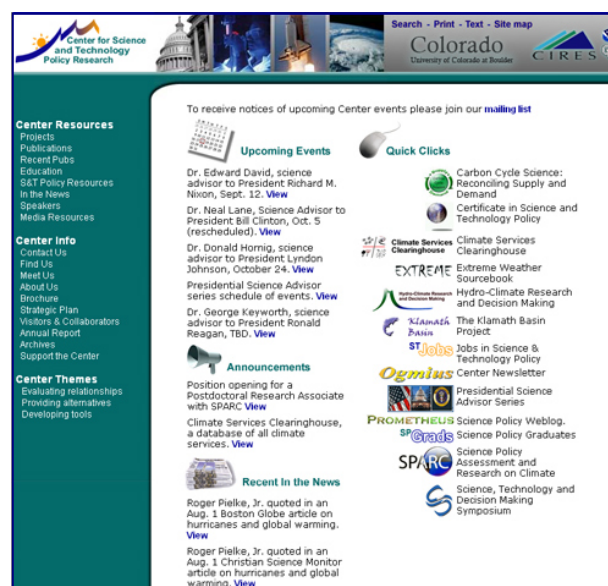 Center for Science
and Technology
Policy Research
Search - Print - Text - Site map
Colorado
University of Colorado at Boulder
CIRES
To receive notices of upcoming Center events please join our mailing list
Center Resources
Projects
Publications
Recent Pubs
Education
S&T Policy Resources
In the News
Speakers
Media Resources
Center Info
Contact Us
Find Us
Meet Us
About Us
Brochure
Strategic Plan
Visitors & Collaborators
Annual Report
Archives
Support the Center
Center Themes
Evaluating relationships
Providing alternatives
Developing tools
Upcoming Events
Dr. Edward David, science
advisor to President Richard M.
Nixon, Sept. 12. View
Dr. Neal Lane, Science Advisor to
President Bill Clinton, Oct. 5
(rescheduled). View
Dr. Donald Hornig, science
advisor to President Lyndon
Johnson, October 24. View
Presidential Science Advisor
series schedule of events. View
Dr. George Keyworth, science
advisor to President Ronald
Reagan, TBD. View
Announcements
Position opening for a
Postdoctoral Research Associate
with SPARC View
Climate Services Clearinghouse,
a database of all climate
services. View
Recent In the News
Roger Pielke, Jr. quoted in an
Aug. 1 Boston Globe article on
hurricanes and global warming.
View
Roger Pielke, Jr. quoted in an
Aug. 1 Christian Science Monitor
article on hurricanes and global
warming. View
Quick Clicks
Carbon Cycle Science:
Reconciling Supply and
Demand
Certificate in Science and
Technology Policy
Climate Services
Clearinghouse
Climate Services
Clearinghouse
EXTREME
Extreme Weather
Sourcebook
Hydro-Climate Research
and Decision Making
Hydro-Climate Research
and Decision Making
Klamath
Basin
The Klamath Basin
Project
ST Jobs
Jobs in Science &
Technology Policy
Ogmius
Center Newsletter
Presidential Science
Advisor Series
PROMETHEUS
Science Policy Weblog.
SP Grads
Science Policy Graduates
SPARC
Science Policy
Assessment and
Research on Climate
Science, Technology and
Decision Making
Symposium